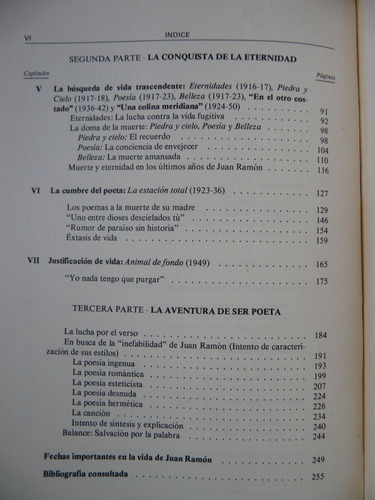 VI INDICE
SEGUNDA PARTE - LA CONQUISTA DE LA ETERNIDAD
Capítulos Páginas
V La búsqueda de vida trascendente: Eternidades (1916-17), Piedra y
Cielo (1917-18), Poesía (1917-23), Belleza (1917-23), "En el otro cos-
tado" (1936-42) y "Una colina meridiana" (1924-50) 91
Eternidades: La lucha contra la vida fugitiva 92
La doma de la muerte: Piedra y cielo, Poesía y Belleza 98
Piedra y cielo: El recuerdo 98
Poesía: La conciencia de envejecer 104
Belleza: La muerte amansada 110
Muerte y eternidad en los últimos años de Juan Ramón 116
VI La cumbre del poeta: La estación total (1923-36) 127
Los poemas a la muerte de su madre 129
"Uno entre dioses descielados tú" 146
"Rumor de paraíso sin historia" 154
Éxtasis de vida 159
VII Justificación de vida: Animal de fondo (1949) 165
"Yo nada tengo que purgar" 175
TERCERA PARTE - LA AVENTURA DE SER POETA
La lucha por el verso 184
En busca de la "inefabilidad" de Juan Ramón (Intento de caracteri-
zación de sus estilos) 191
La poesía ingenua 193
La poesía romántica 199
La poesía esteticista 207
La poesía desnuda 224
La poesía hermética 226
La canción 234
Intento de síntesis y explicación 240
Balance: Salvación por la palabra 244
Fechas importantes en la vida de Juan Ramón 249
Bibliografía consultada 255